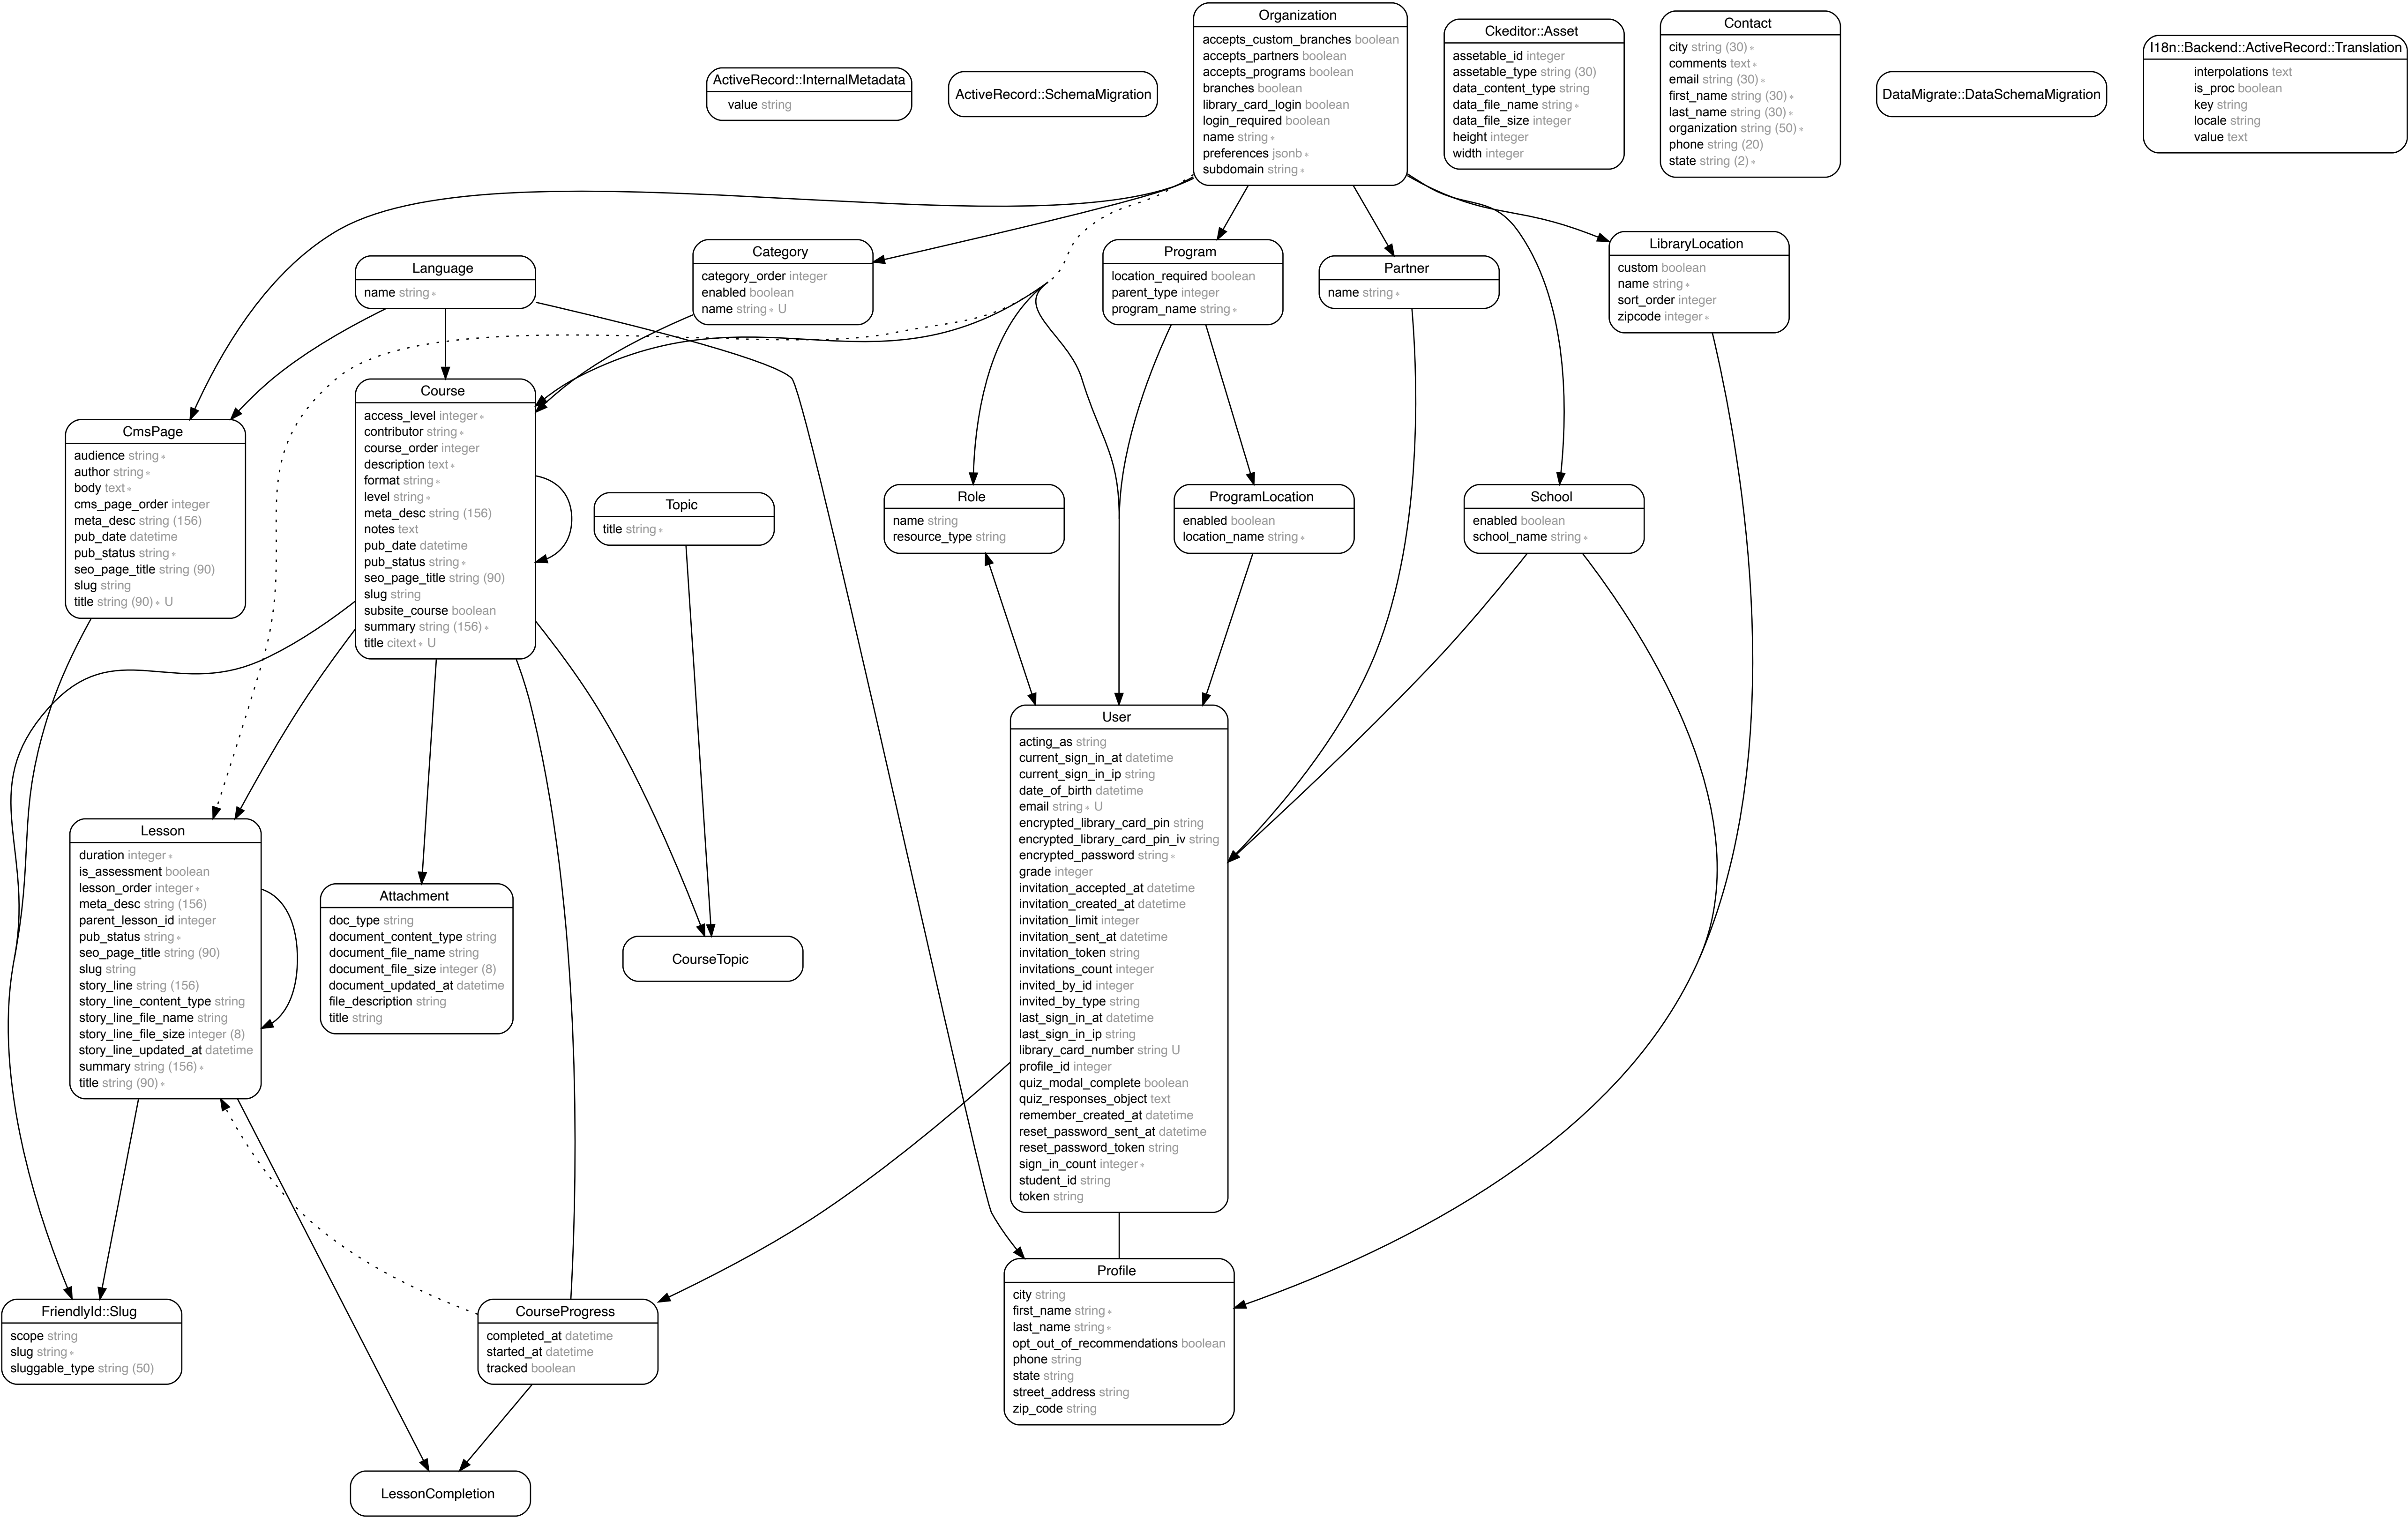 Organization
accepts_custom_branches boolean
accepts_partners boolean
accepts_programs boolean
branches boolean
library_card_login boolean
login_required boolean
name string *
preferences jsonb *
subdomain string *
Ckeditor::Asset
assetable_id integer
assetable_type string (30)
data_content_type string
data_file_name string *
data_file_size integer
height integer
width integer
Contact
city string (30) *
comments text *
email string (30) *
first_name string (30) *
last_name string (30) *
organization string (50) *
phone string (20)
state string (2) *
ActiveRecord::InternalMetadata
value string
ActiveRecord::SchemaMigration
DataMigrate::DataSchemaMigration
I18n::Backend::ActiveRecord::Translation
interpolations text
is_proc boolean
key string
locale string
value text
Language
name string *
Category
category_order integer
enabled boolean
name string * U
Program
location_required boolean
parent_type integer
program_name string *
Partner
name string *
LibraryLocation
custom boolean
name string *
sort_order integer
zipcode integer *
CmsPage
audience string *
author string *
body text *
cms_page_order integer
meta_desc string (156)
pub_date datetime
pub_status string *
seo_page_title string (90)
slug string
title string (90) * U
Course
access_level integer *
contributor string *
course_order integer
description text *
format string *
level string *
meta_desc string (156)
notes text
pub_date datetime
pub_status string *
seo_page_title string (90)
slug string
subsite_course boolean
summary string (156) *
title citext * U
Topic
title string *
Role
name string
resource_type string
ProgramLocation
enabled boolean
location_name string *
School
enabled boolean
school_name string *
User
acting_as string
current_sign_in_at datetime
current_sign_in_ip string
date_of_birth datetime
email string * U
encrypted_library_card_pin string
encrypted_library_card_pin_iv string
encrypted_password string *
grade integer
invitation_accepted_at datetime
invitation_created_at datetime
invitation_limit integer
invitation_sent_at datetime
invitation_token string
invitations_count integer
invited_by_id integer
invited_by_type string
last_sign_in_at datetime
last_sign_in_ip string
library_card_number string U
profile_id integer
quiz_modal_complete boolean
quiz_responses_object text
remember_created_at datetime
reset_password_sent_at datetime
reset_password_token string
sign_in_count integer *
student_id string
token string
Lesson
duration integer *
is_assessment boolean
lesson_order integer *
meta_desc string (156)
parent_lesson_id integer
pub_status string *
seo_page_title string (90)
slug string
story_line string (156)
story_line_content_type string
story_line_file_name string
story_line_file_size integer (8)
story_line_updated_at datetime
summary string (156) *
title string (90) *
Attachment
doc_type string
document_content_type string
document_file_name string
document_file_size integer (8)
document_updated_at datetime
file_description string
title string
CourseTopic
FriendlyId::Slug
scope string
slug string *
sluggable_type string (50)
CourseProgress
completed_at datetime
started_at datetime
tracked boolean
Profile
city string
first_name string *
last_name string *
opt_out_of_recommendations boolean
phone string
state string
street_address string
zip_code string
LessonCompletion